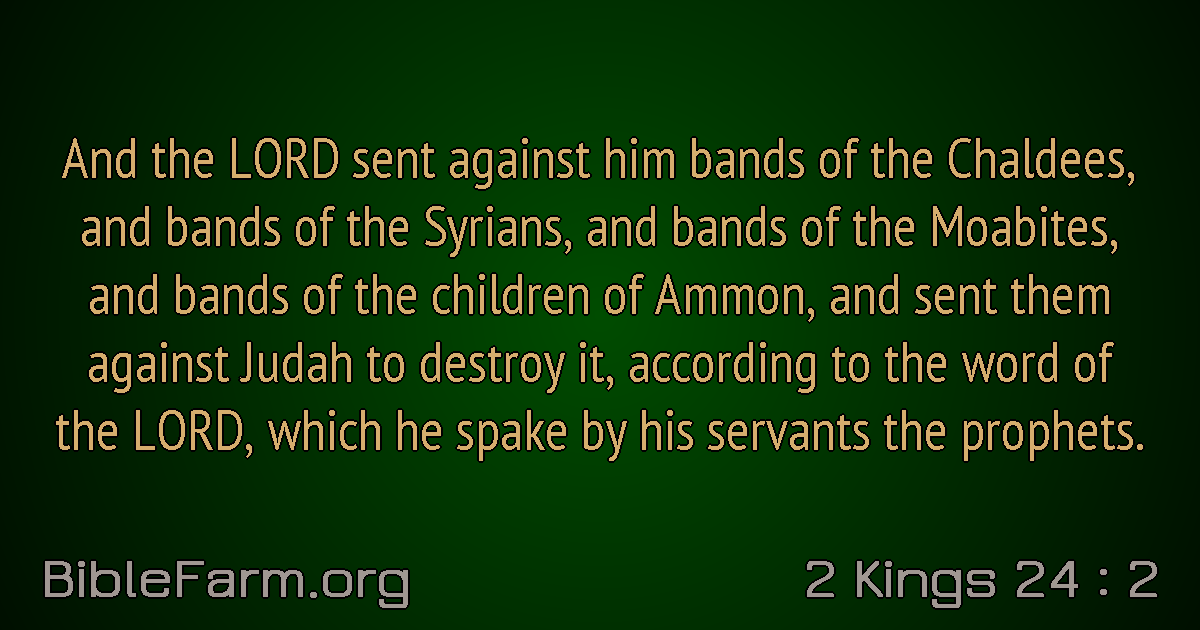 And the LORD sent against him bands of the Chaldees,
and bands of the Syrians, and bands of the Moabites,
and bands of the children of Ammon, and sent them
against Judah to destroy it, according to the word of
the LORD, which he spake by his servants the prophets.
BibleFarm.org
2 Kings 24 : 2